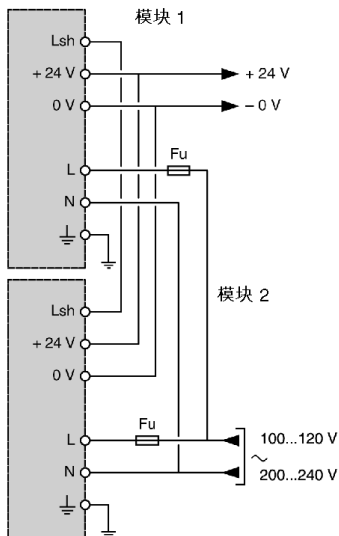 模块 1
Lsh
+ 24 V
+ 24 V
0 V
− 0 V
Fu
L
N
模块 2
Lsh
+ 24 V
0 V
Fu
L
100...120 V
~
N
200...240 V